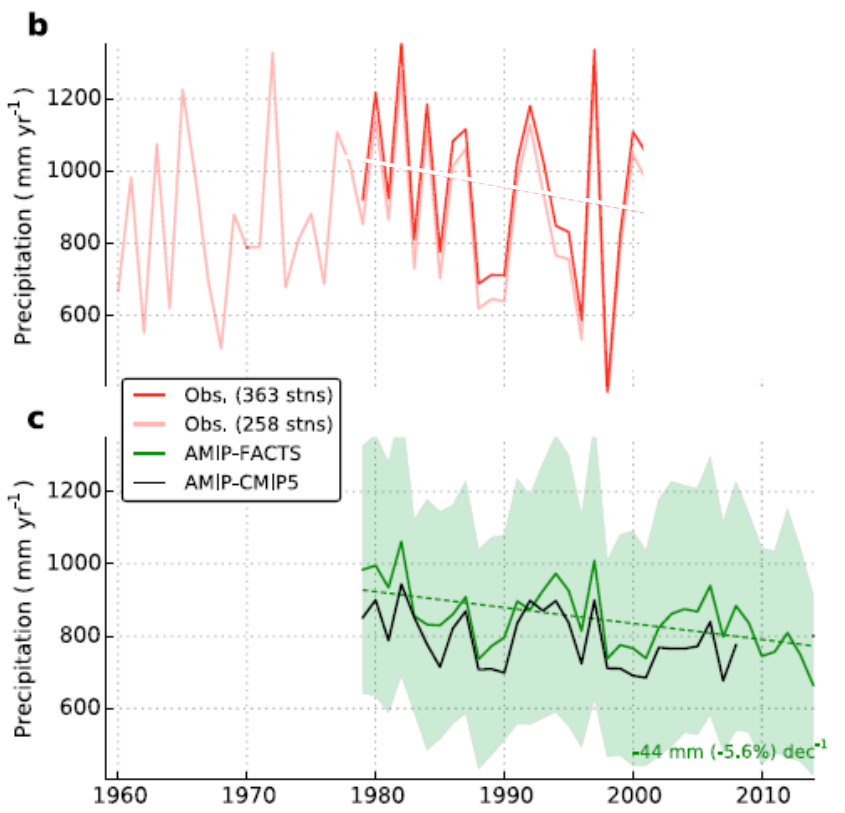 b
Precipitation ( mm yr⁻¹ )
1200
1000
800
600
Obs. (363 stns)
Obs. (258 stns)
AMIP-FACTS
AMIP-CMIP5
c
Precipitation ( mm yr⁻¹ )
1200
1000
800
600
-44 mm (-5.6%) dec⁻¹
1960 1970 1980 1990 2000 2010